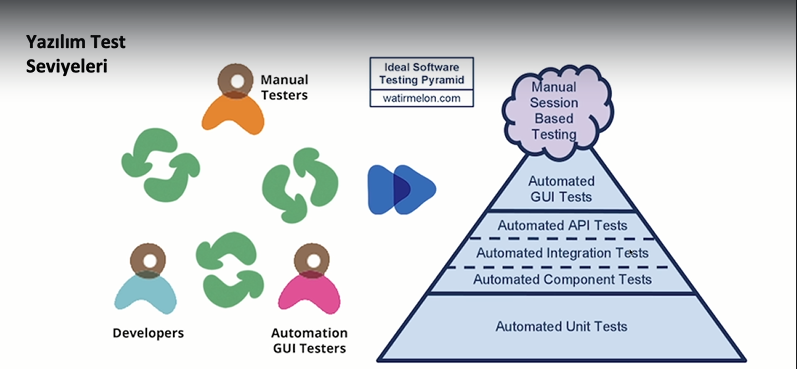 Yazılım Test
Seviyeleri
Manual
Testers
Developers
Automation
GUI Testers
Ideal Software
Testing Pyramid
watirmelon.com
Manual
Session
Based
Testing
Automated
GUI Tests
Automated API Tests
Automated Integration Tests
Automated Component Tests
Automated Unit Tests